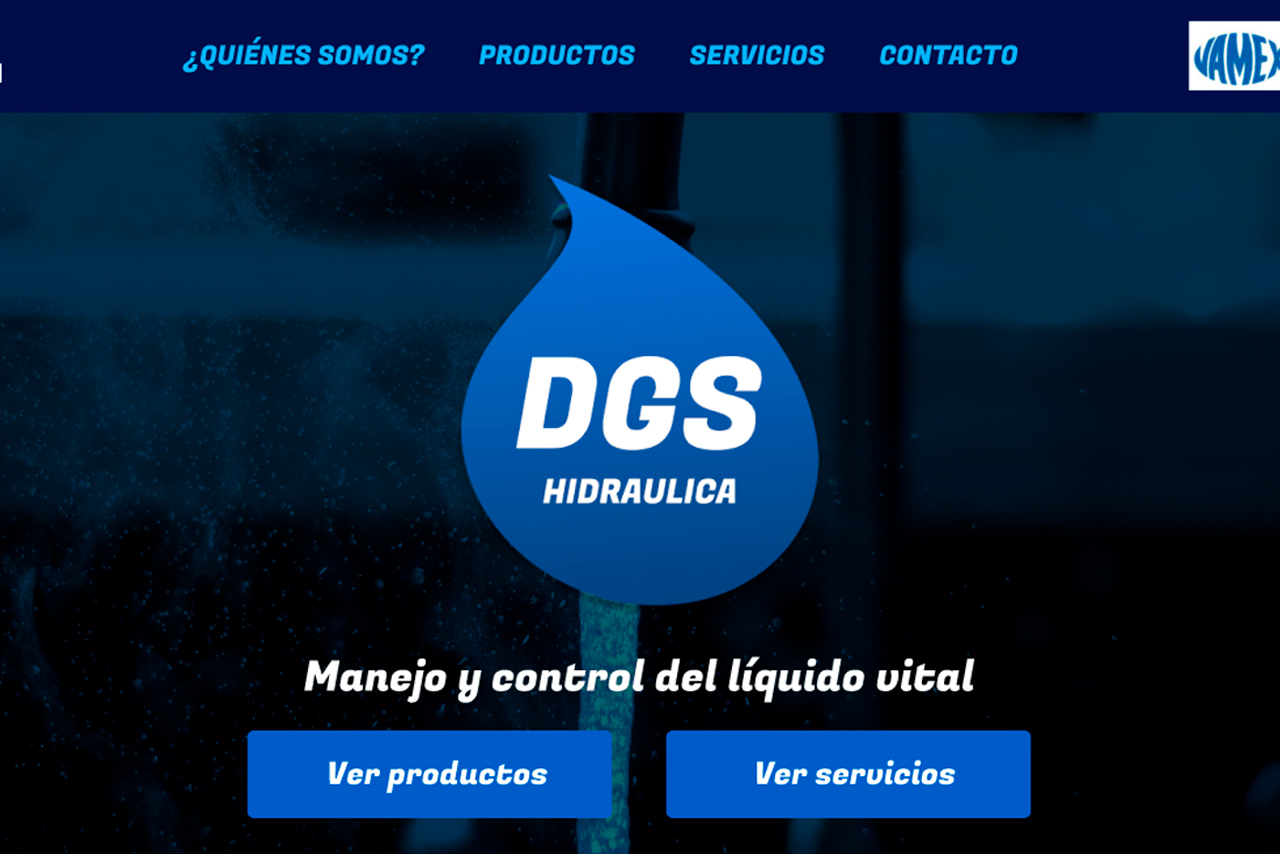 ¿QUIÉNES SOMOS? PRODUCTOS SERVICIOS CONTACTO
VAMEX
DGS
HIDRAULICA
Manejo y control del líquido vital
Ver productos Ver servicios